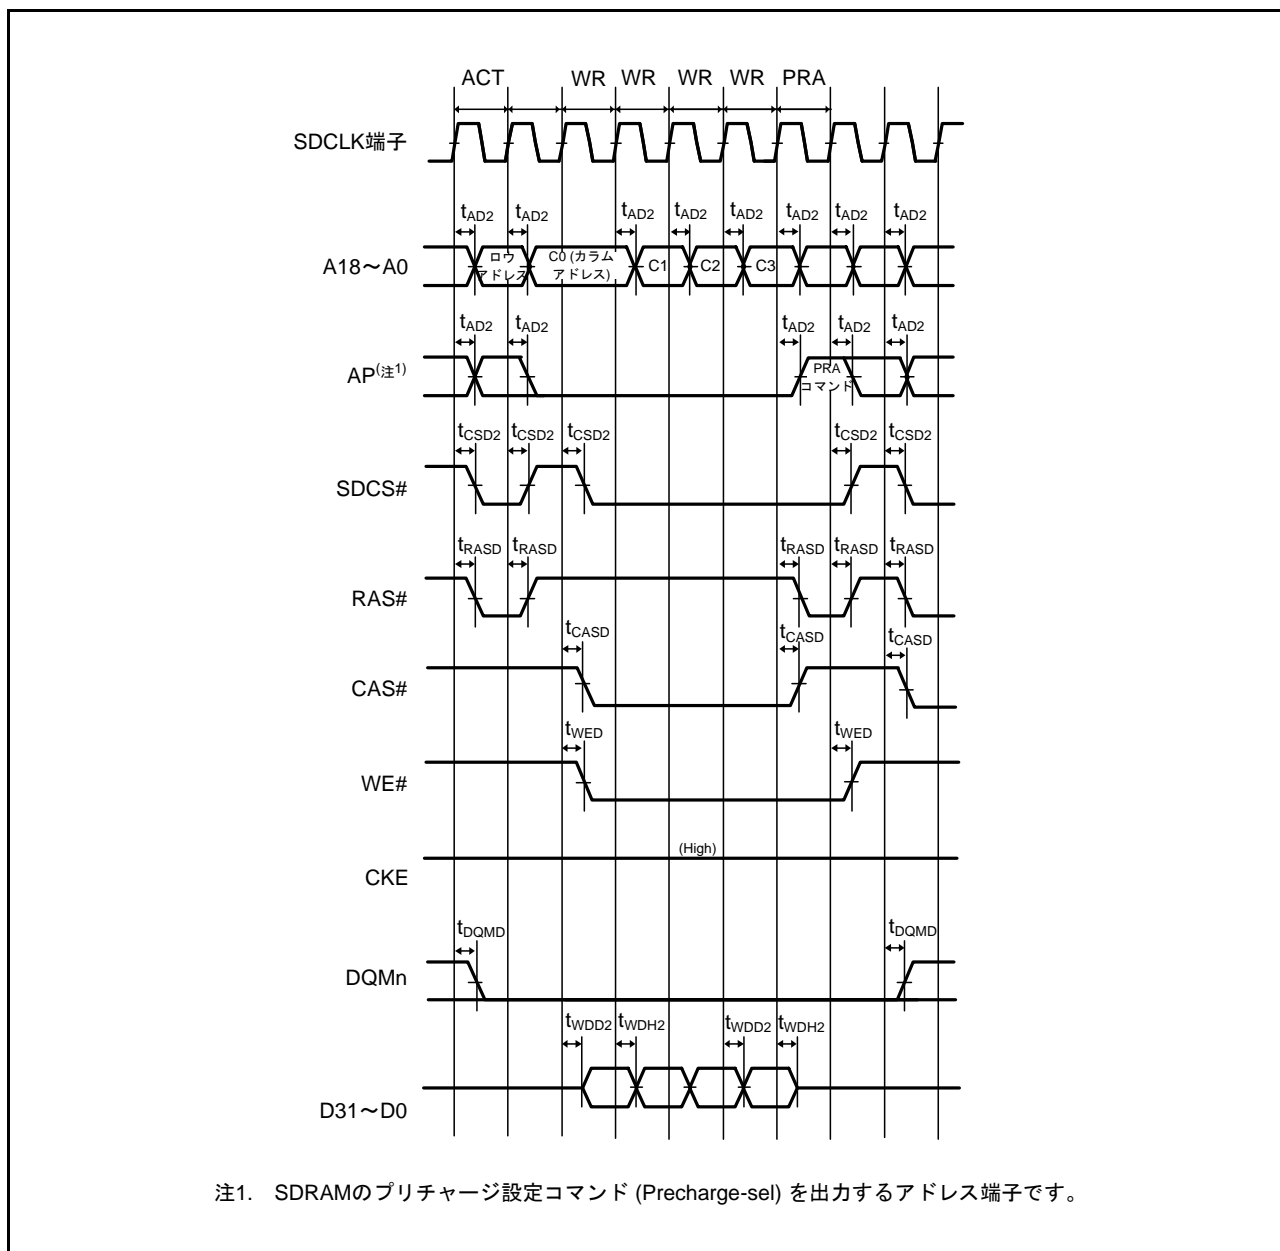 ACT WR WR WR WR PRA
SDCLK端子
tAD2 tAD2 tAD2 tAD2 tAD2 tAD2 tAD2 tAD2
A18～A0
ロウ
アドレス
C0 (カラム
アドレス)
C1 C2 C3
tAD2 tAD2 tAD2 tAD2 tAD2
AP(注1)
PRA
コマンド
tCSD2 tCSD2 tCSD2 tCSD2 tCSD2
SDCS#
tRASD tRASD tRASD tRASD tRASD
RAS#
tCASD tCASD tCASD
CAS#
tWED tWED
WE#
(High)
CKE
tDQMD tDQMD
DQMn
tWDD2 tWDH2 tWDD2 tWDH2
D31～D0
注1. SDRAMのプリチャージ設定コマンド (Precharge-sel) を出力するアドレス端子です。